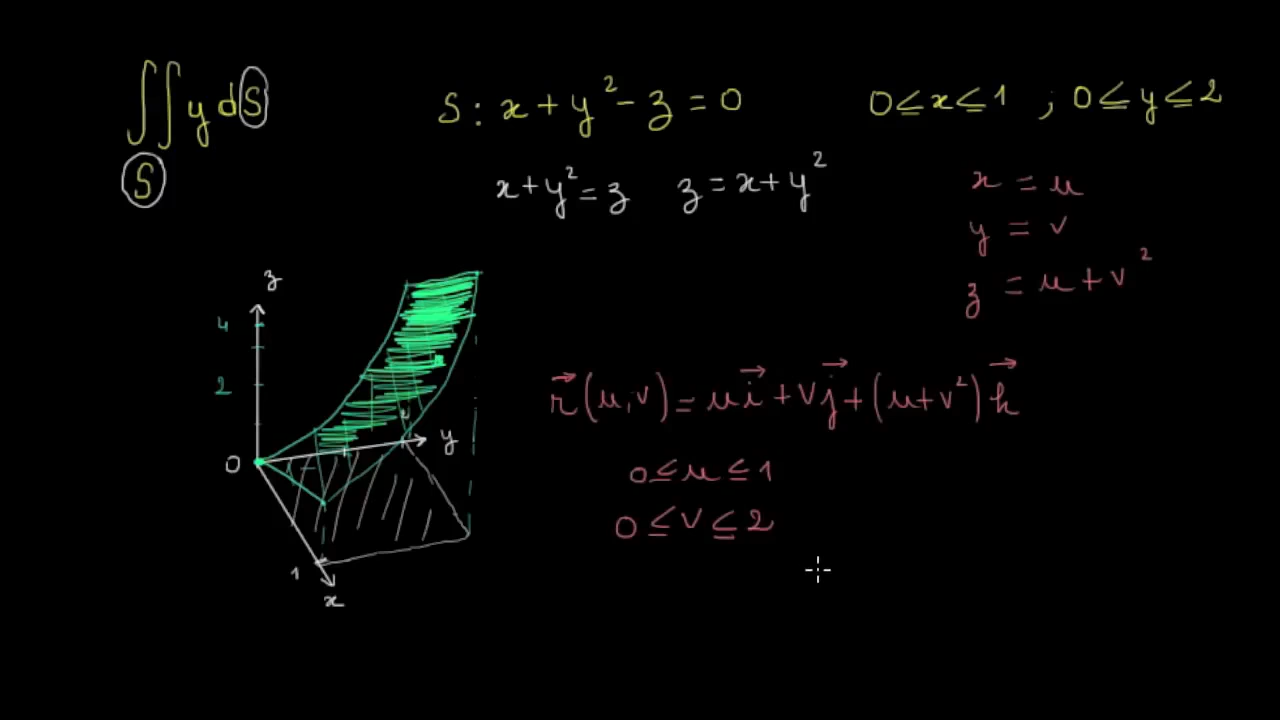 ∬_S y dS    S: x + y² - z = 0    0 ≤ x ≤ 1 ; 0 ≤ y ≤ 2
x + y² = z    z = x + y²
x = u
y = v
z = u + v²
z
4
2
0
y
1
x
r⃗(u,v) = u i⃗ + v j⃗ + (u + v²) k⃗
0 ≤ u ≤ 1
0 ≤ v ≤ 2